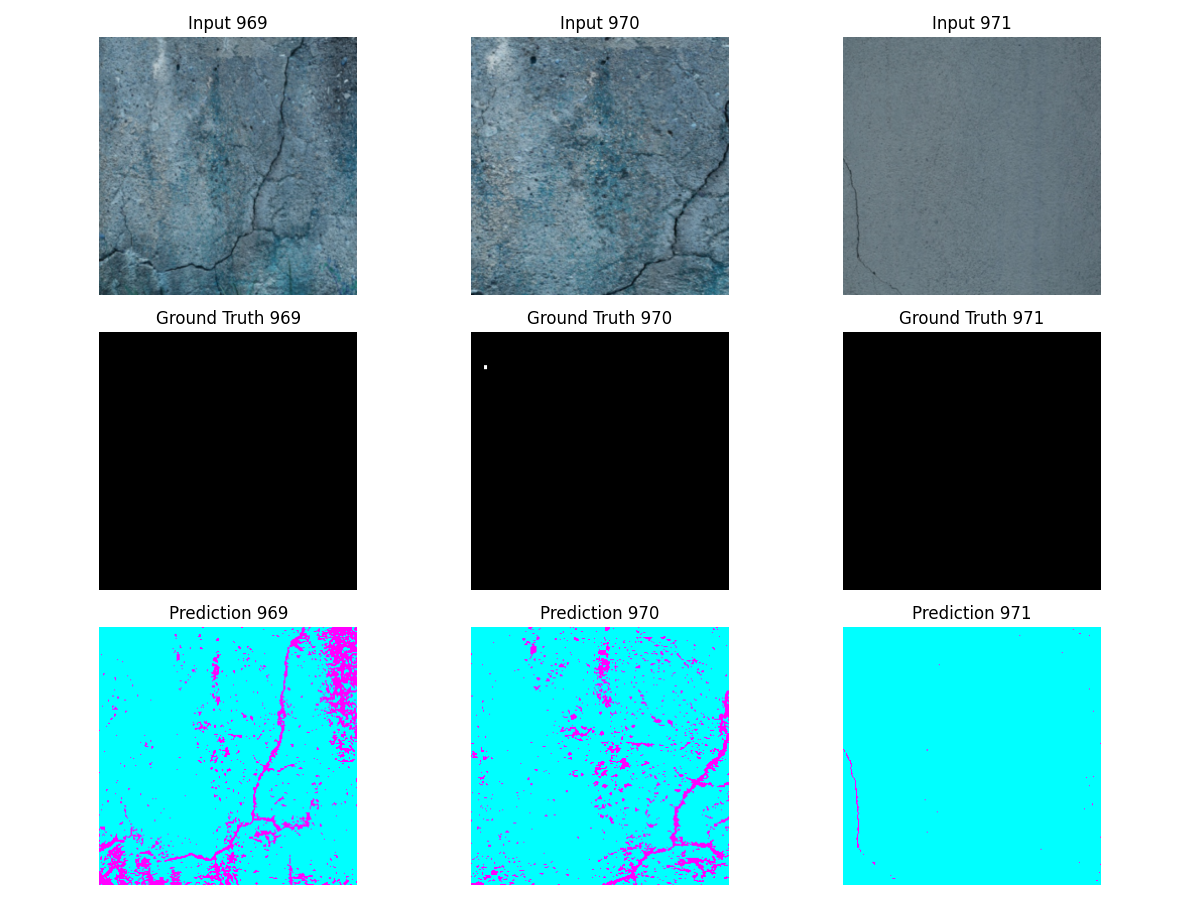 Input 969
Input 970
Input 971
Ground Truth 969
Ground Truth 970
Ground Truth 971
Prediction 969
Prediction 970
Prediction 971